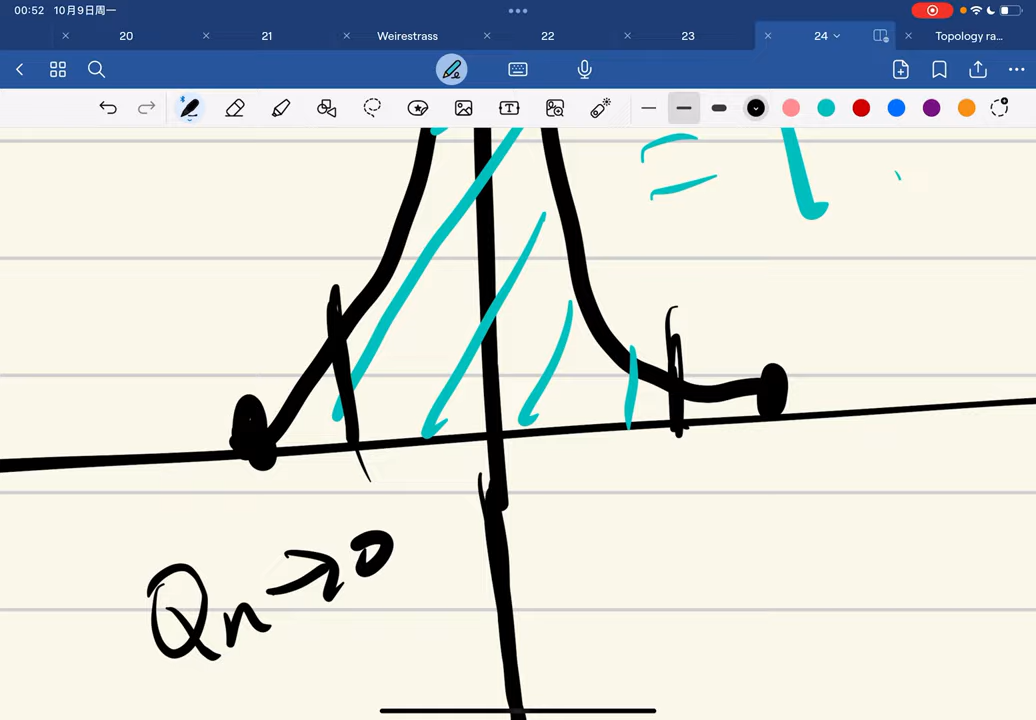 00:52 10月9日周一
20 21 Weirestrass 22 23 24 Topology ra...
= 1.
Qn → 0